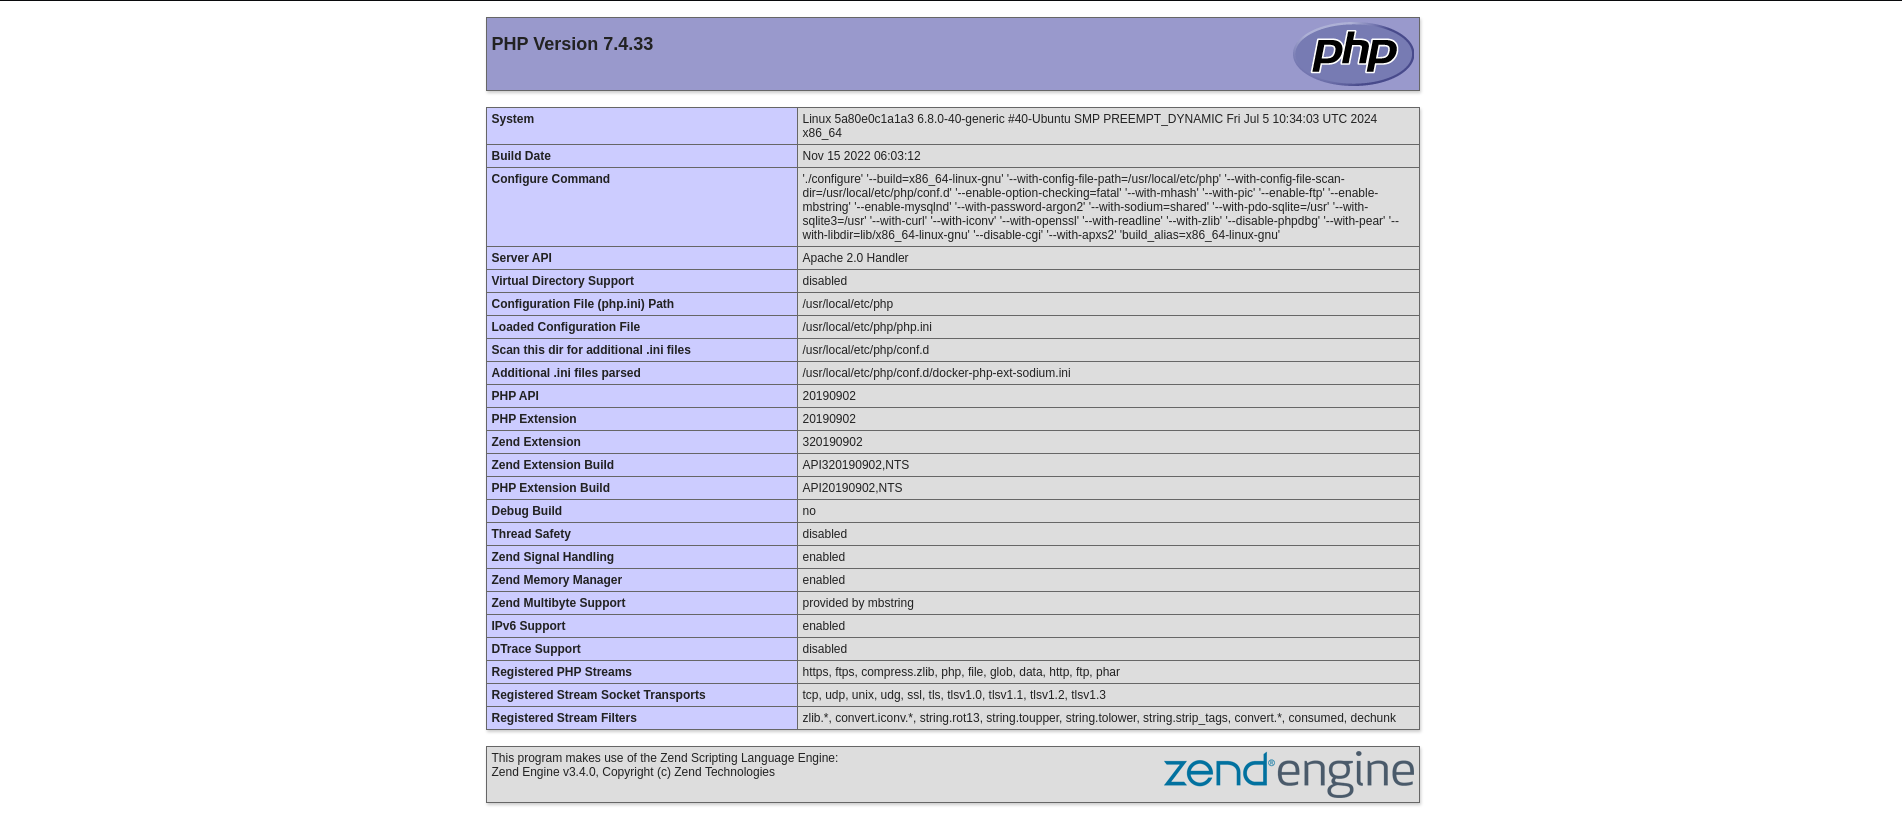 PHP Version 7.4.33
php
System
Linux 5a80e0c1a1a3 6.8.0-40-generic #40-Ubuntu SMP PREEMPT_DYNAMIC Fri Jul 5 10:34:03 UTC 2024
x86_64
Build Date
Nov 15 2022 06:03:12
Configure Command
'./configure' '--build=x86_64-linux-gnu' '--with-config-file-path=/usr/local/etc/php' '--with-config-file-scan-
dir=/usr/local/etc/php/conf.d' '--enable-option-checking=fatal' '--with-mhash' '--with-pic' '--enable-ftp' '--enable-
mbstring' '--enable-mysqlnd' '--with-password-argon2' '--with-sodium=shared' '--with-pdo-sqlite=/usr' '--with-
sqlite3=/usr' '--with-curl' '--with-iconv' '--with-openssl' '--with-readline' '--with-zlib' '--disable-phpdbg' '--with-pear' '--
with-libdir=lib/x86_64-linux-gnu' '--disable-cgi' '--with-apxs2' 'build_alias=x86_64-linux-gnu'
Server API
Apache 2.0 Handler
Virtual Directory Support
disabled
Configuration File (php.ini) Path
/usr/local/etc/php
Loaded Configuration File
/usr/local/etc/php/php.ini
Scan this dir for additional .ini files
/usr/local/etc/php/conf.d
Additional .ini files parsed
/usr/local/etc/php/conf.d/docker-php-ext-sodium.ini
PHP API
20190902
PHP Extension
20190902
Zend Extension
320190902
Zend Extension Build
API320190902,NTS
PHP Extension Build
API20190902,NTS
Debug Build
no
Thread Safety
disabled
Zend Signal Handling
enabled
Zend Memory Manager
enabled
Zend Multibyte Support
provided by mbstring
IPv6 Support
enabled
DTrace Support
disabled
Registered PHP Streams
https, ftps, compress.zlib, php, file, glob, data, http, ftp, phar
Registered Stream Socket Transports
tcp, udp, unix, udg, ssl, tls, tlsv1.0, tlsv1.1, tlsv1.2, tlsv1.3
Registered Stream Filters
zlib.*, convert.iconv.*, string.rot13, string.toupper, string.tolower, string.strip_tags, convert.*, consumed, dechunk
This program makes use of the Zend Scripting Language Engine:
Zend Engine v3.4.0, Copyright (c) Zend Technologies
zend®engine